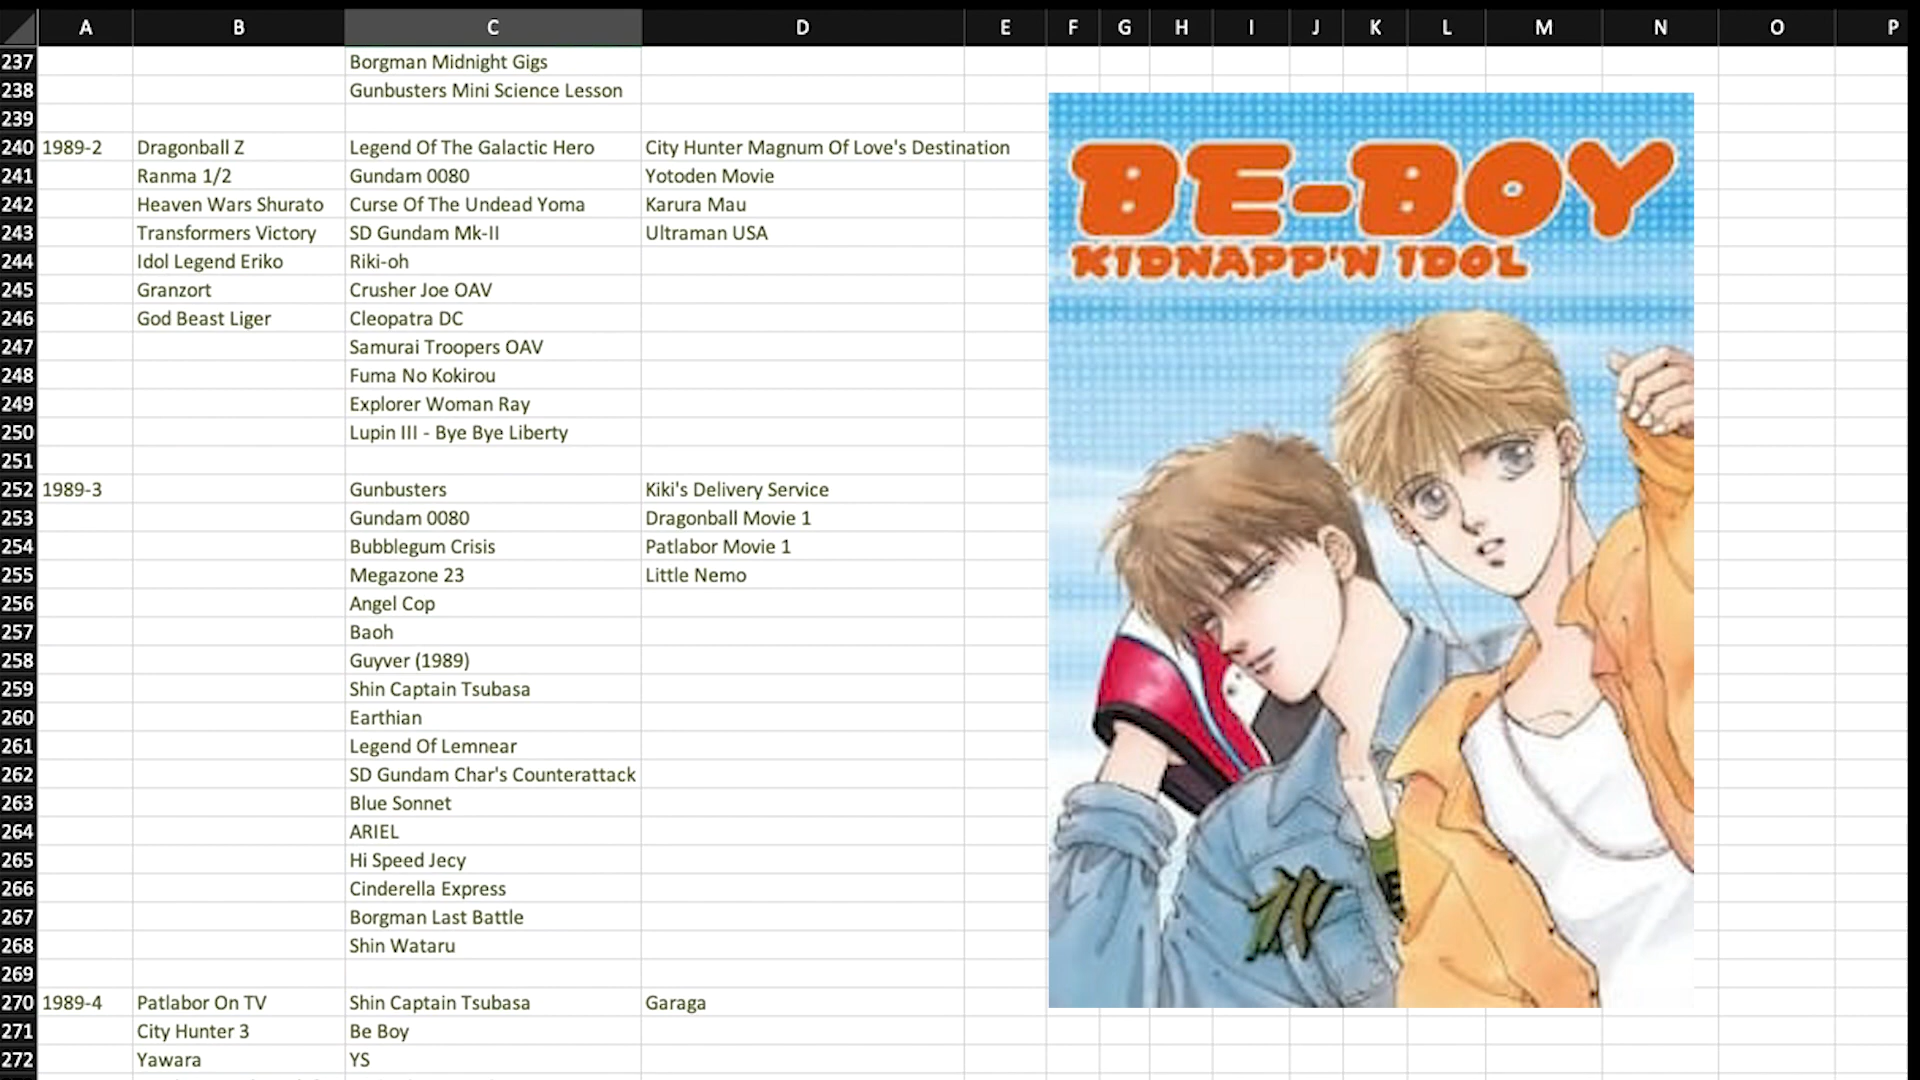 A B C D E F G H I J K L M N O P
237 Borgman Midnight Gigs
238 Gunbusters Mini Science Lesson
239
240 1989-2 Dragonball Z Legend Of The Galactic Hero City Hunter Magnum Of Love's Destination
241 Ranma 1/2 Gundam 0080 Yotoden Movie
242 Heaven Wars Shurato Curse Of The Undead Yoma Karura Mau
243 Transformers Victory SD Gundam Mk-II Ultraman USA
244 Idol Legend Eriko Riki-oh
245 Granzort Crusher Joe OAV
246 God Beast Liger Cleopatra DC
247 Samurai Troopers OAV
248 Fuma No Kokirou
249 Explorer Woman Ray
250 Lupin III - Bye Bye Liberty
251
252 1989-3 Gunbusters Kiki's Delivery Service
253 Gundam 0080 Dragonball Movie 1
254 Bubblegum Crisis Patlabor Movie 1
255 Megazone 23 Little Nemo
256 Angel Cop
257 Baoh
258 Guyver (1989)
259 Shin Captain Tsubasa
260 Earthian
261 Legend Of Lemnear
262 SD Gundam Char's Counterattack
263 Blue Sonnet
264 ARIEL
265 Hi Speed Jecy
266 Cinderella Express
267 Borgman Last Battle
268 Shin Wataru
269
270 1989-4 Patlabor On TV Shin Captain Tsubasa Garaga
271 City Hunter 3 Be Boy
272 Yawara YS
BE-BOY
KIDNAPP'N IDOL